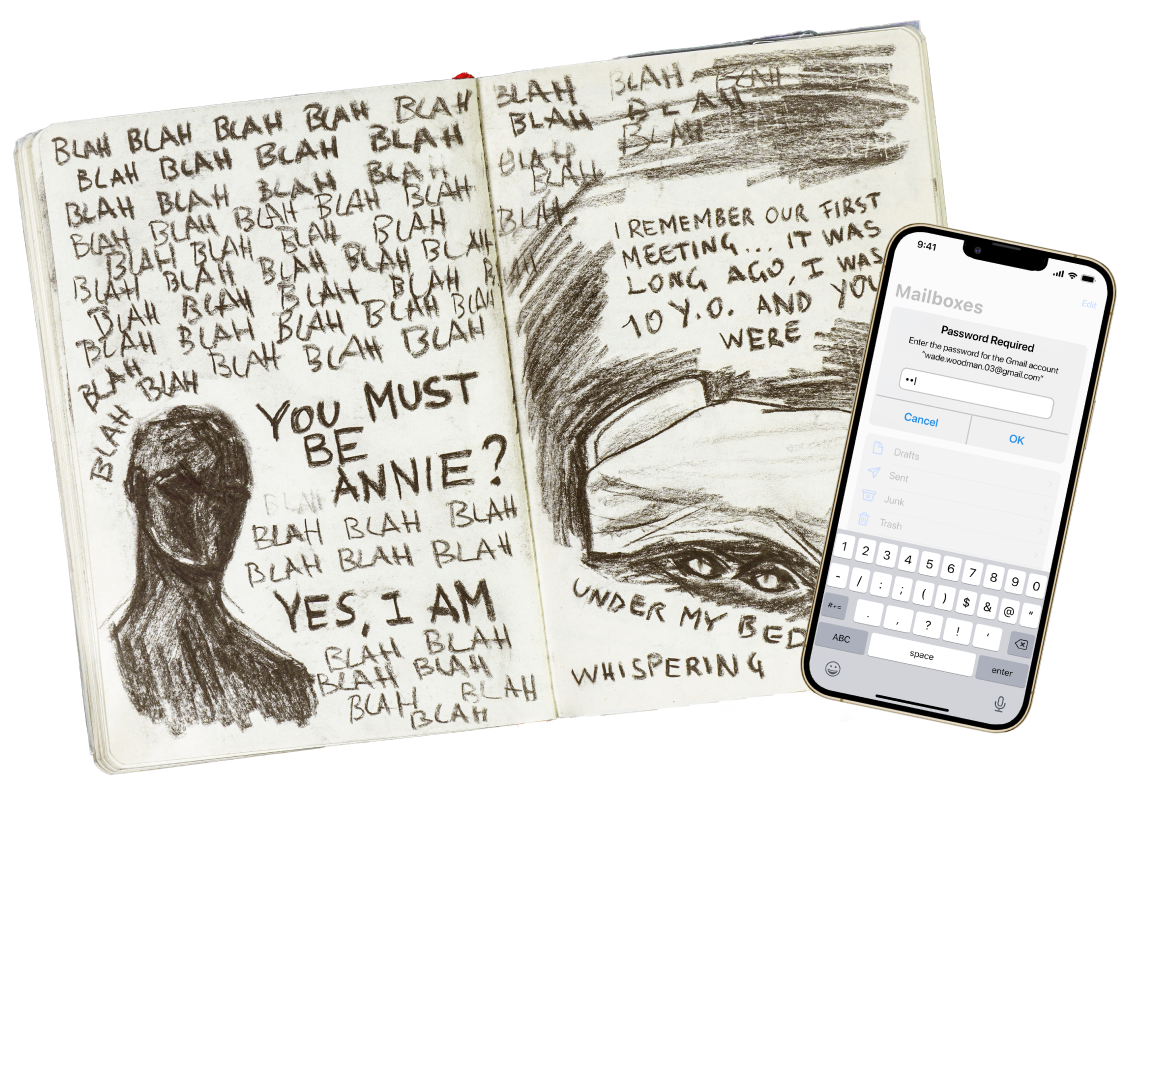 BLAH BLAH BLAH BLAH BLAH
BLAH BLAH BLAH BLAH
BLAH BLAH BLAH BLAH
BLAH BLAH BLAH BLAH BLAH
BLAH BLAH BLAH BLAH
BLAH BLAH BLAH BLAH BLAH
BLAH BLAH BLAH BLAH
BLAH BLAH BLAH BLAH BLAH
BLAH BLAH BLAH BLAH
BLAH BLAH
BLAH
YOU MUST
BE
ANNIE?
BLAH
BLAH BLAH BLAH
BLAH BLAH BLAH
YES, I AM
BLAH BLAH
BLAH BLAH
BLAH BLAH
BLAH
BLAH BLAH BLAH
BLAH BLAH
BLAH
BLAH
BLAH
BLAH
I REMEMBER OUR FIRST
MEETING... IT WAS
LONG AGO, I WAS
10 Y.O. AND YOU
WERE
UNDER MY BED
WHISPERING
9:41
Edit
Mailboxes
Password Required
Enter the password for the Gmail account
"wade.woodman.03@gmail.com"
••
Cancel OK
Drafts
Sent
Junk
Trash
1 2 3 4 5 6 7 8 9 0
- / : ; ( ) $ & @ "
#+= . , ? ! '
ABC space enter